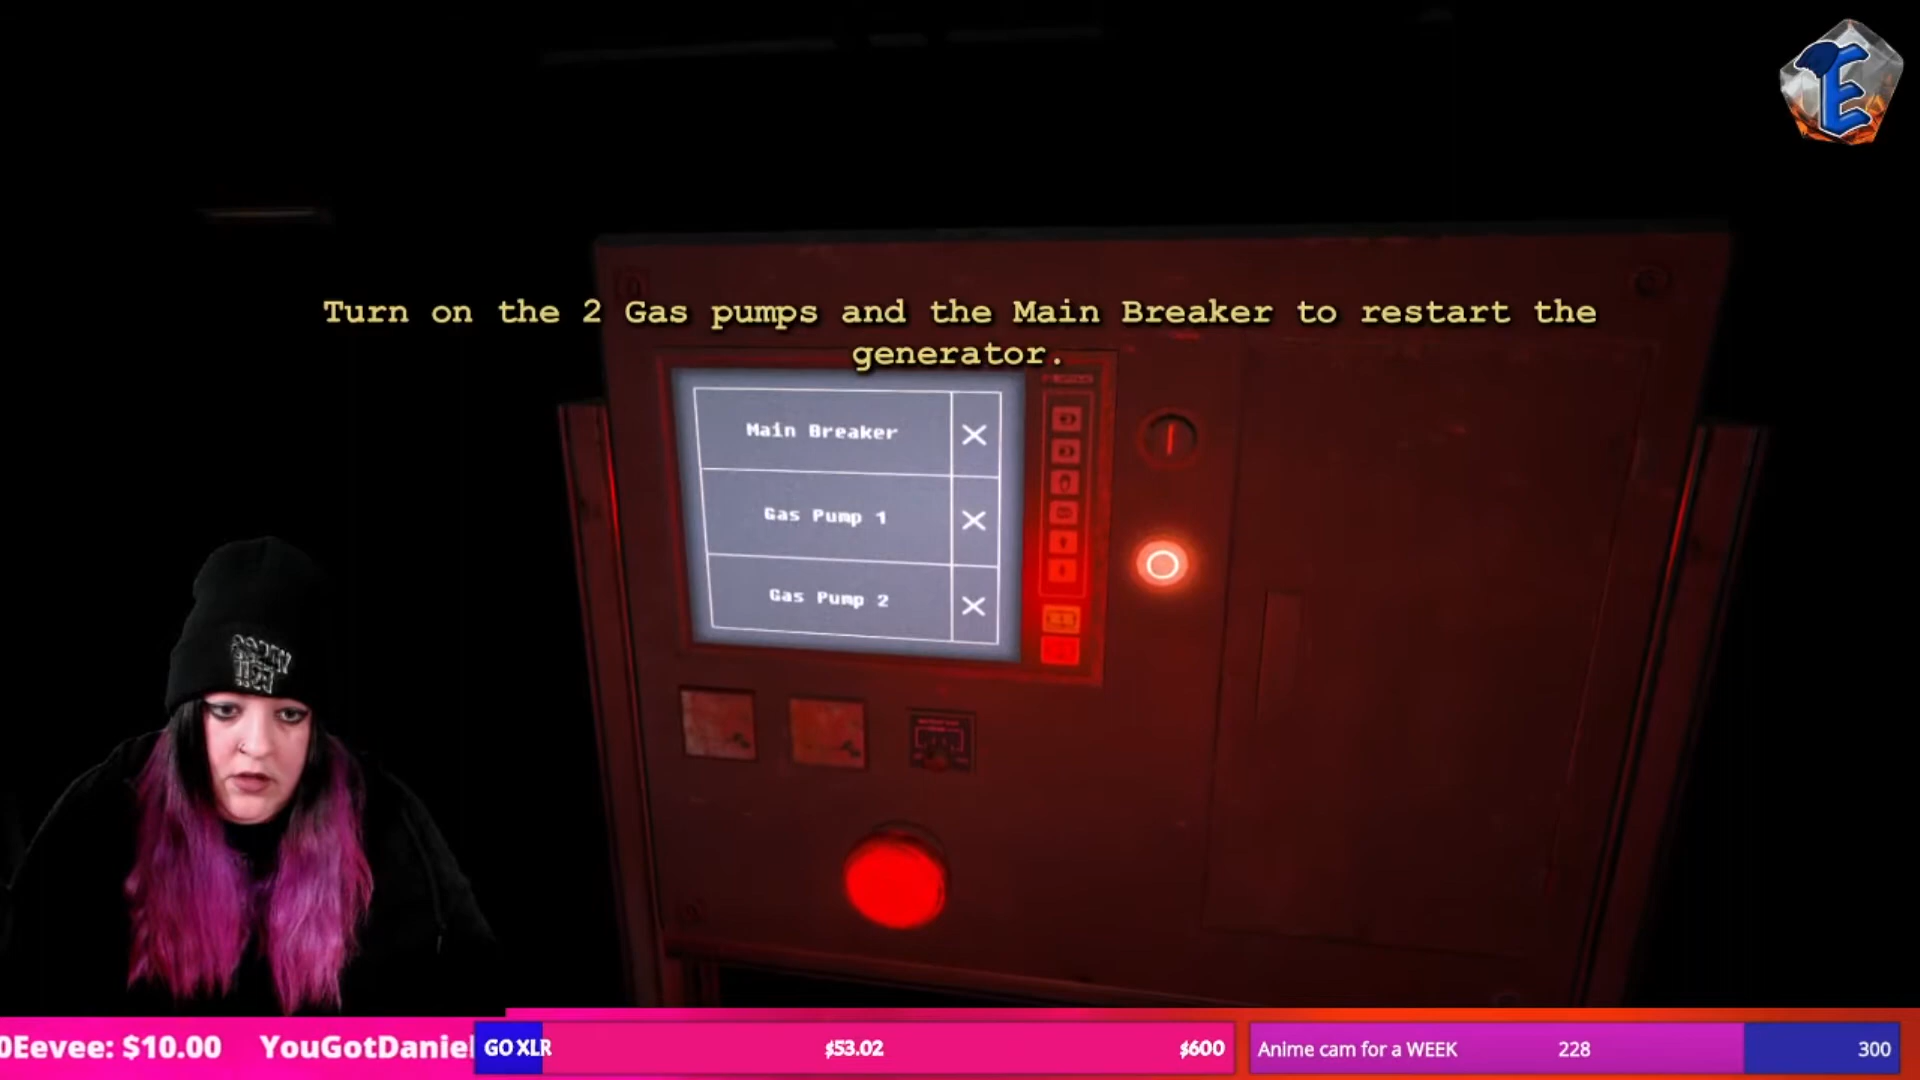 E
Turn on the 2 Gas pumps and the Main Breaker to restart the
generator.
Main Breaker
Gas Pump 1
Gas Pump 2
0Eevee: $10.00 YouGotDaniel
GO XLR $53.02 $600
Anime cam for a WEEK 228 300